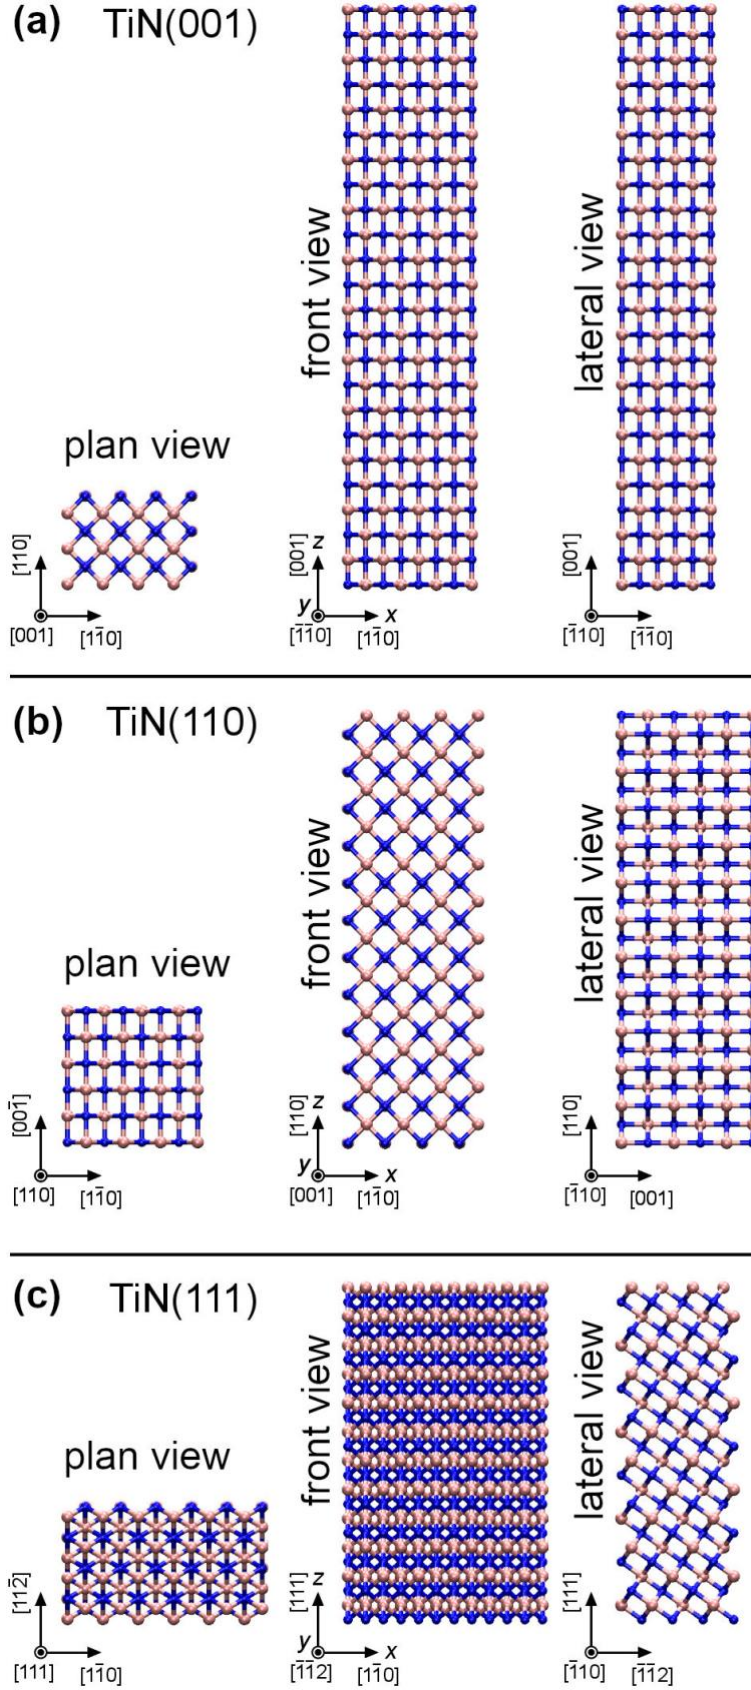 (a) TiN(001)
front view
lateral view
plan view
[110]
[001] [11̅0]
[001] z
y x
[1̅1̅0] [11̅0]
[001]
[1̅10] [1̅1̅0]
(b) TiN(110)
front view
lateral view
plan view
[001̅]
[110] [11̅0]
[110] z
y x
[001] [11̅0]
[110]
[1̅10] [001]
(c) TiN(111)
front view
lateral view
plan view
[112̅]
[111] [11̅0]
[111] z
y x
[1̅1̅2] [11̅0]
[111]
[1̅10] [1̅1̅2]